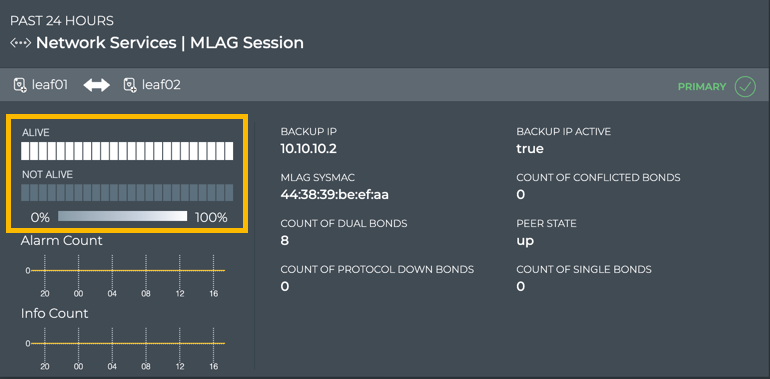 PAST 24 HOURS
Network Services | MLAG Session
leaf01 leaf02
PRIMARY
ALIVE
NOT ALIVE
0% 100%
Alarm Count
0
20 00 04 08 12 16
Info Count
0
20 00 04 08 12 16
BACKUP IP
10.10.10.2
BACKUP IP ACTIVE
true
MLAG SYSMAC
44:38:39:be:ef:aa
COUNT OF CONFLICTED BONDS
0
COUNT OF DUAL BONDS
8
PEER STATE
up
COUNT OF PROTOCOL DOWN BONDS
0
COUNT OF SINGLE BONDS
0